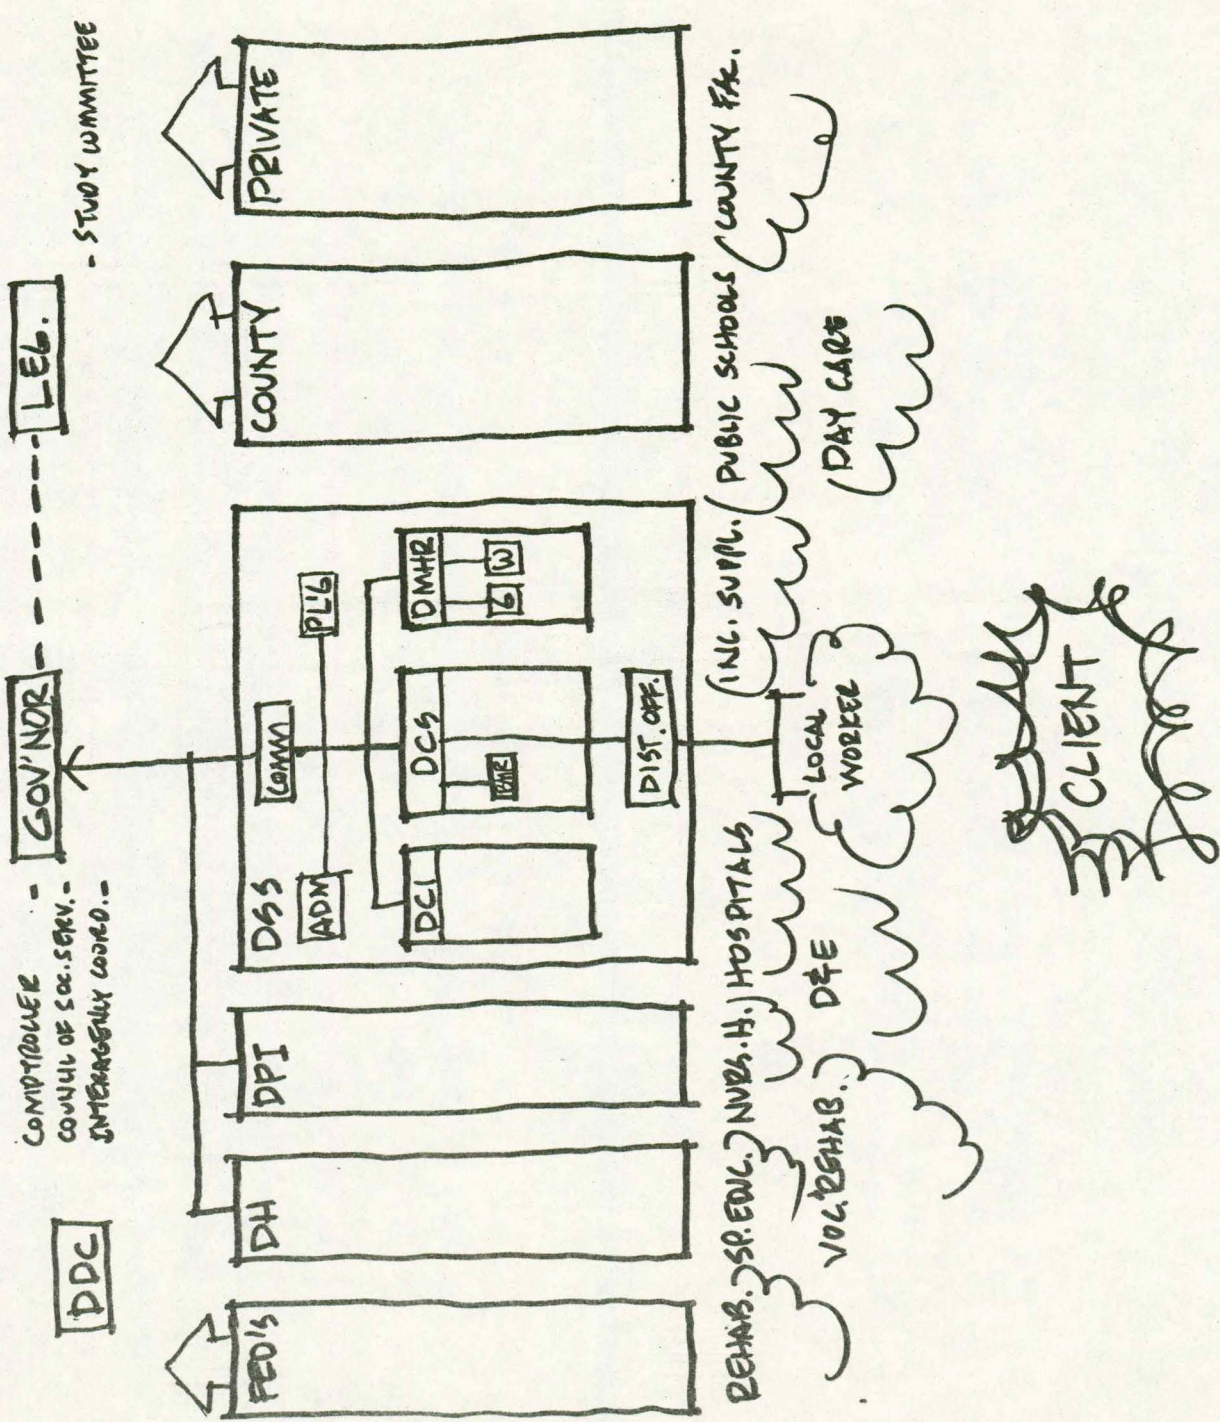 COMPTROLLER -
COUNCIL OF SOC. SERV. -
INTERAGENCY COORD. -
DDC
GOV'NOR
LEG.
- STUDY COMMITTEE
FED'S
DH
DPI
DSS
COMM
ADM
PL'G
DCI
DCS
DMHR
BMR
G
W
DIST. OFF.
COUNTY
PRIVATE
REHAB.
SP. EDUC.
NURS. H.
HOSPITALS
INC. SUPPL.
PUBLIC SCHOOLS
COUNTY FAC.
VOC. REHAB.
D&E
LOCAL
WORKER
DAY CARE
CLIENT